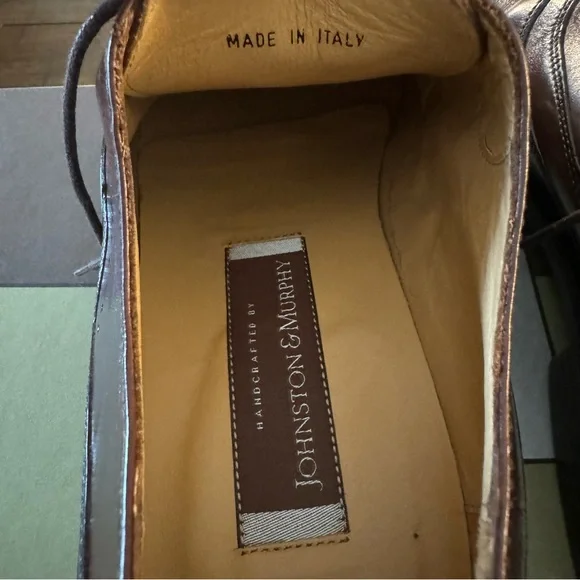 MADE IN ITALY
HANDCRAFTED BY
JOHNSTON & MURPHY